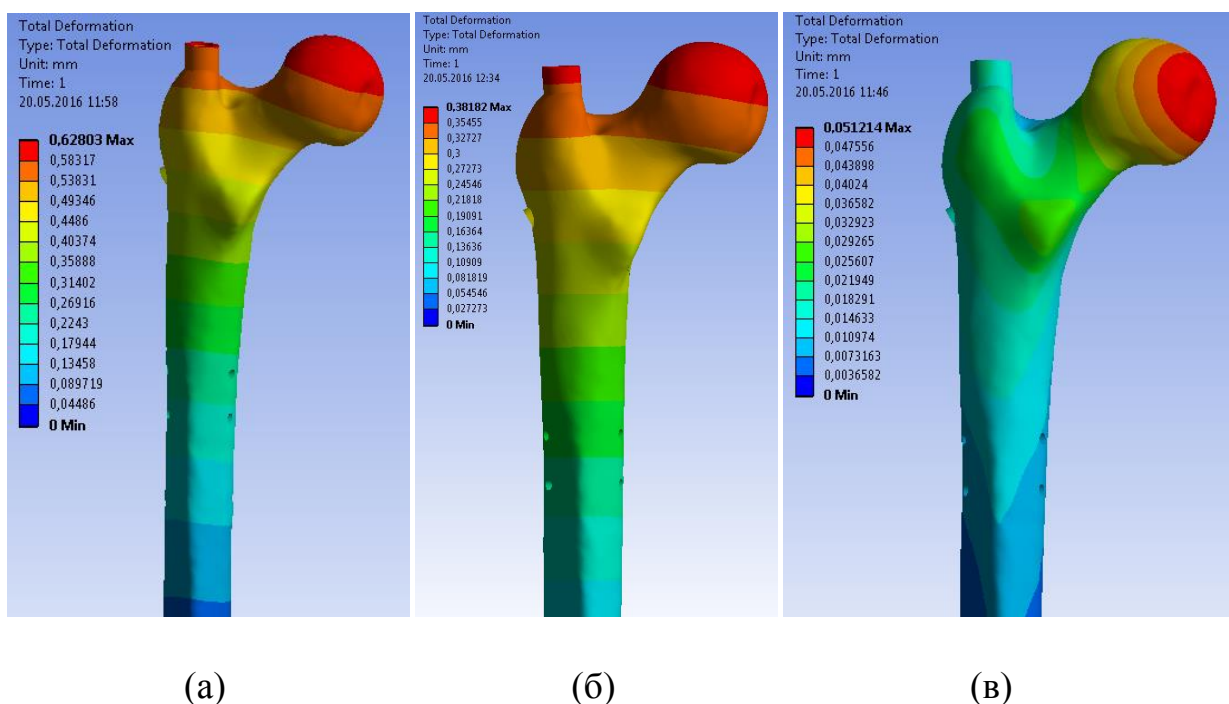 Total Deformation
Type: Total Deformation
Unit: mm
Time: 1
20.05.2016 11:58
0,62803 Max
0,58317
0,53831
0,49346
0,4486
0,40374
0,35888
0,31402
0,26916
0,2243
0,17944
0,13458
0,089719
0,04486
0 Min
Total Deformation
Type: Total Deformation
Unit: mm
Time: 1
20.05.2016 12:34
0,38182 Max
0,35455
0,32727
0,3
0,27273
0,24546
0,21818
0,19091
0,16364
0,13636
0,10909
0,081819
0,054546
0,027273
0 Min
Total Deformation
Type: Total Deformation
Unit: mm
Time: 1
20.05.2016 11:46
0,051214 Max
0,047556
0,043898
0,04024
0,036582
0,032923
0,029265
0,025607
0,021949
0,018291
0,014633
0,010974
0,0073163
0,0036582
0 Min
(а)
(б)
(в)